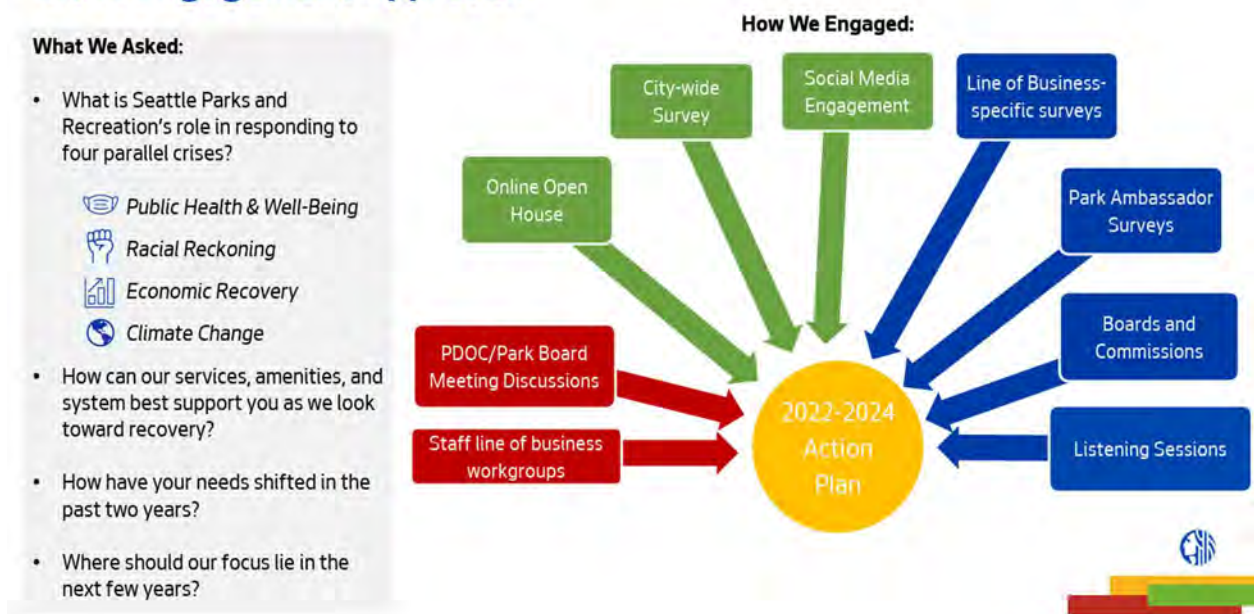 How We Engaged:
What We Asked:
• What is Seattle Parks and
Recreation's role in responding to
four parallel crises?
Public Health & Well-Being
Racial Reckoning
Economic Recovery
Climate Change
• How can our services, amenities, and
system best support you as we look
toward recovery?
• How have your needs shifted in the
past two years?
• Where should our focus lie in the
next few years?
Staff line of business
workgroups
PDOC/Park Board
Meeting Discussions
Online Open
House
City-wide
Survey
Social Media
Engagement
Line of Business-
specific surveys
Park Ambassador
Surveys
Boards and
Commissions
Listening Sessions
2022-2024
Action
Plan